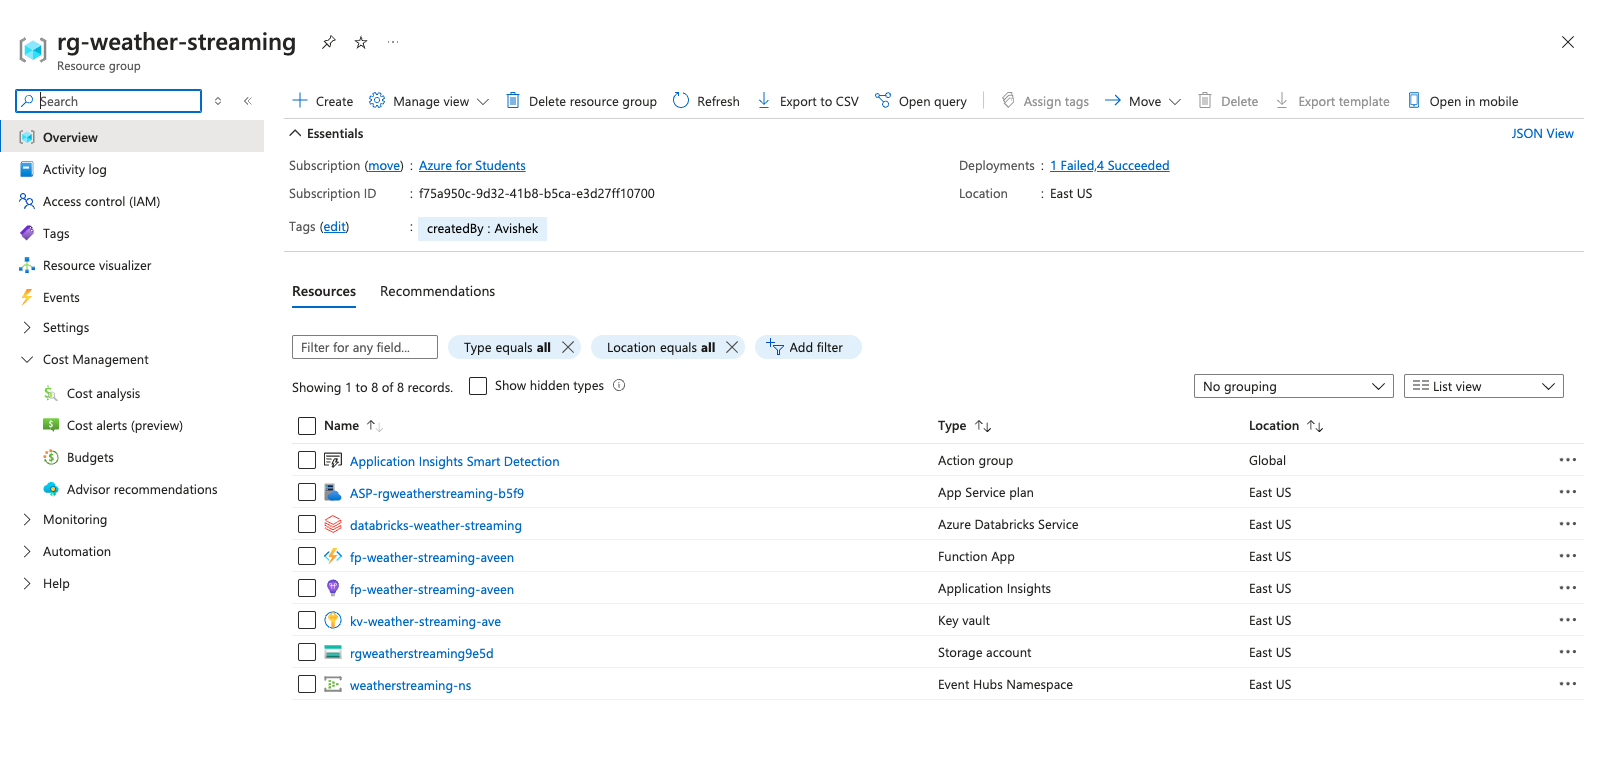 rg-weather-streaming
Resource group
Search
Create Manage view Delete resource group Refresh Export to CSV Open query Assign tags Move Delete Export template Open in mobile
Overview
Activity log
Access control (IAM)
Tags
Resource visualizer
Events
Settings
Cost Management
Cost analysis
Cost alerts (preview)
Budgets
Advisor recommendations
Monitoring
Automation
Help
Essentials
JSON View
Subscription (move) : Azure for Students
Deployments : 1 Failed,4 Succeeded
Subscription ID : f75a950c-9d32-41b8-b5ca-e3d27ff10700
Location : East US
Tags (edit) : createdBy : Avishek
Resources Recommendations
Filter for any field... Type equals all Location equals all Add filter
Showing 1 to 8 of 8 records. Show hidden types No grouping List view
Name Type Location
Application Insights Smart Detection Action group Global
ASP-rgweatherstreaming-b5f9 App Service plan East US
databricks-weather-streaming Azure Databricks Service East US
fp-weather-streaming-aveen Function App East US
fp-weather-streaming-aveen Application Insights East US
kv-weather-streaming-ave Key vault East US
rgweatherstreaming9e5d Storage account East US
weatherstreaming-ns Event Hubs Namespace East US